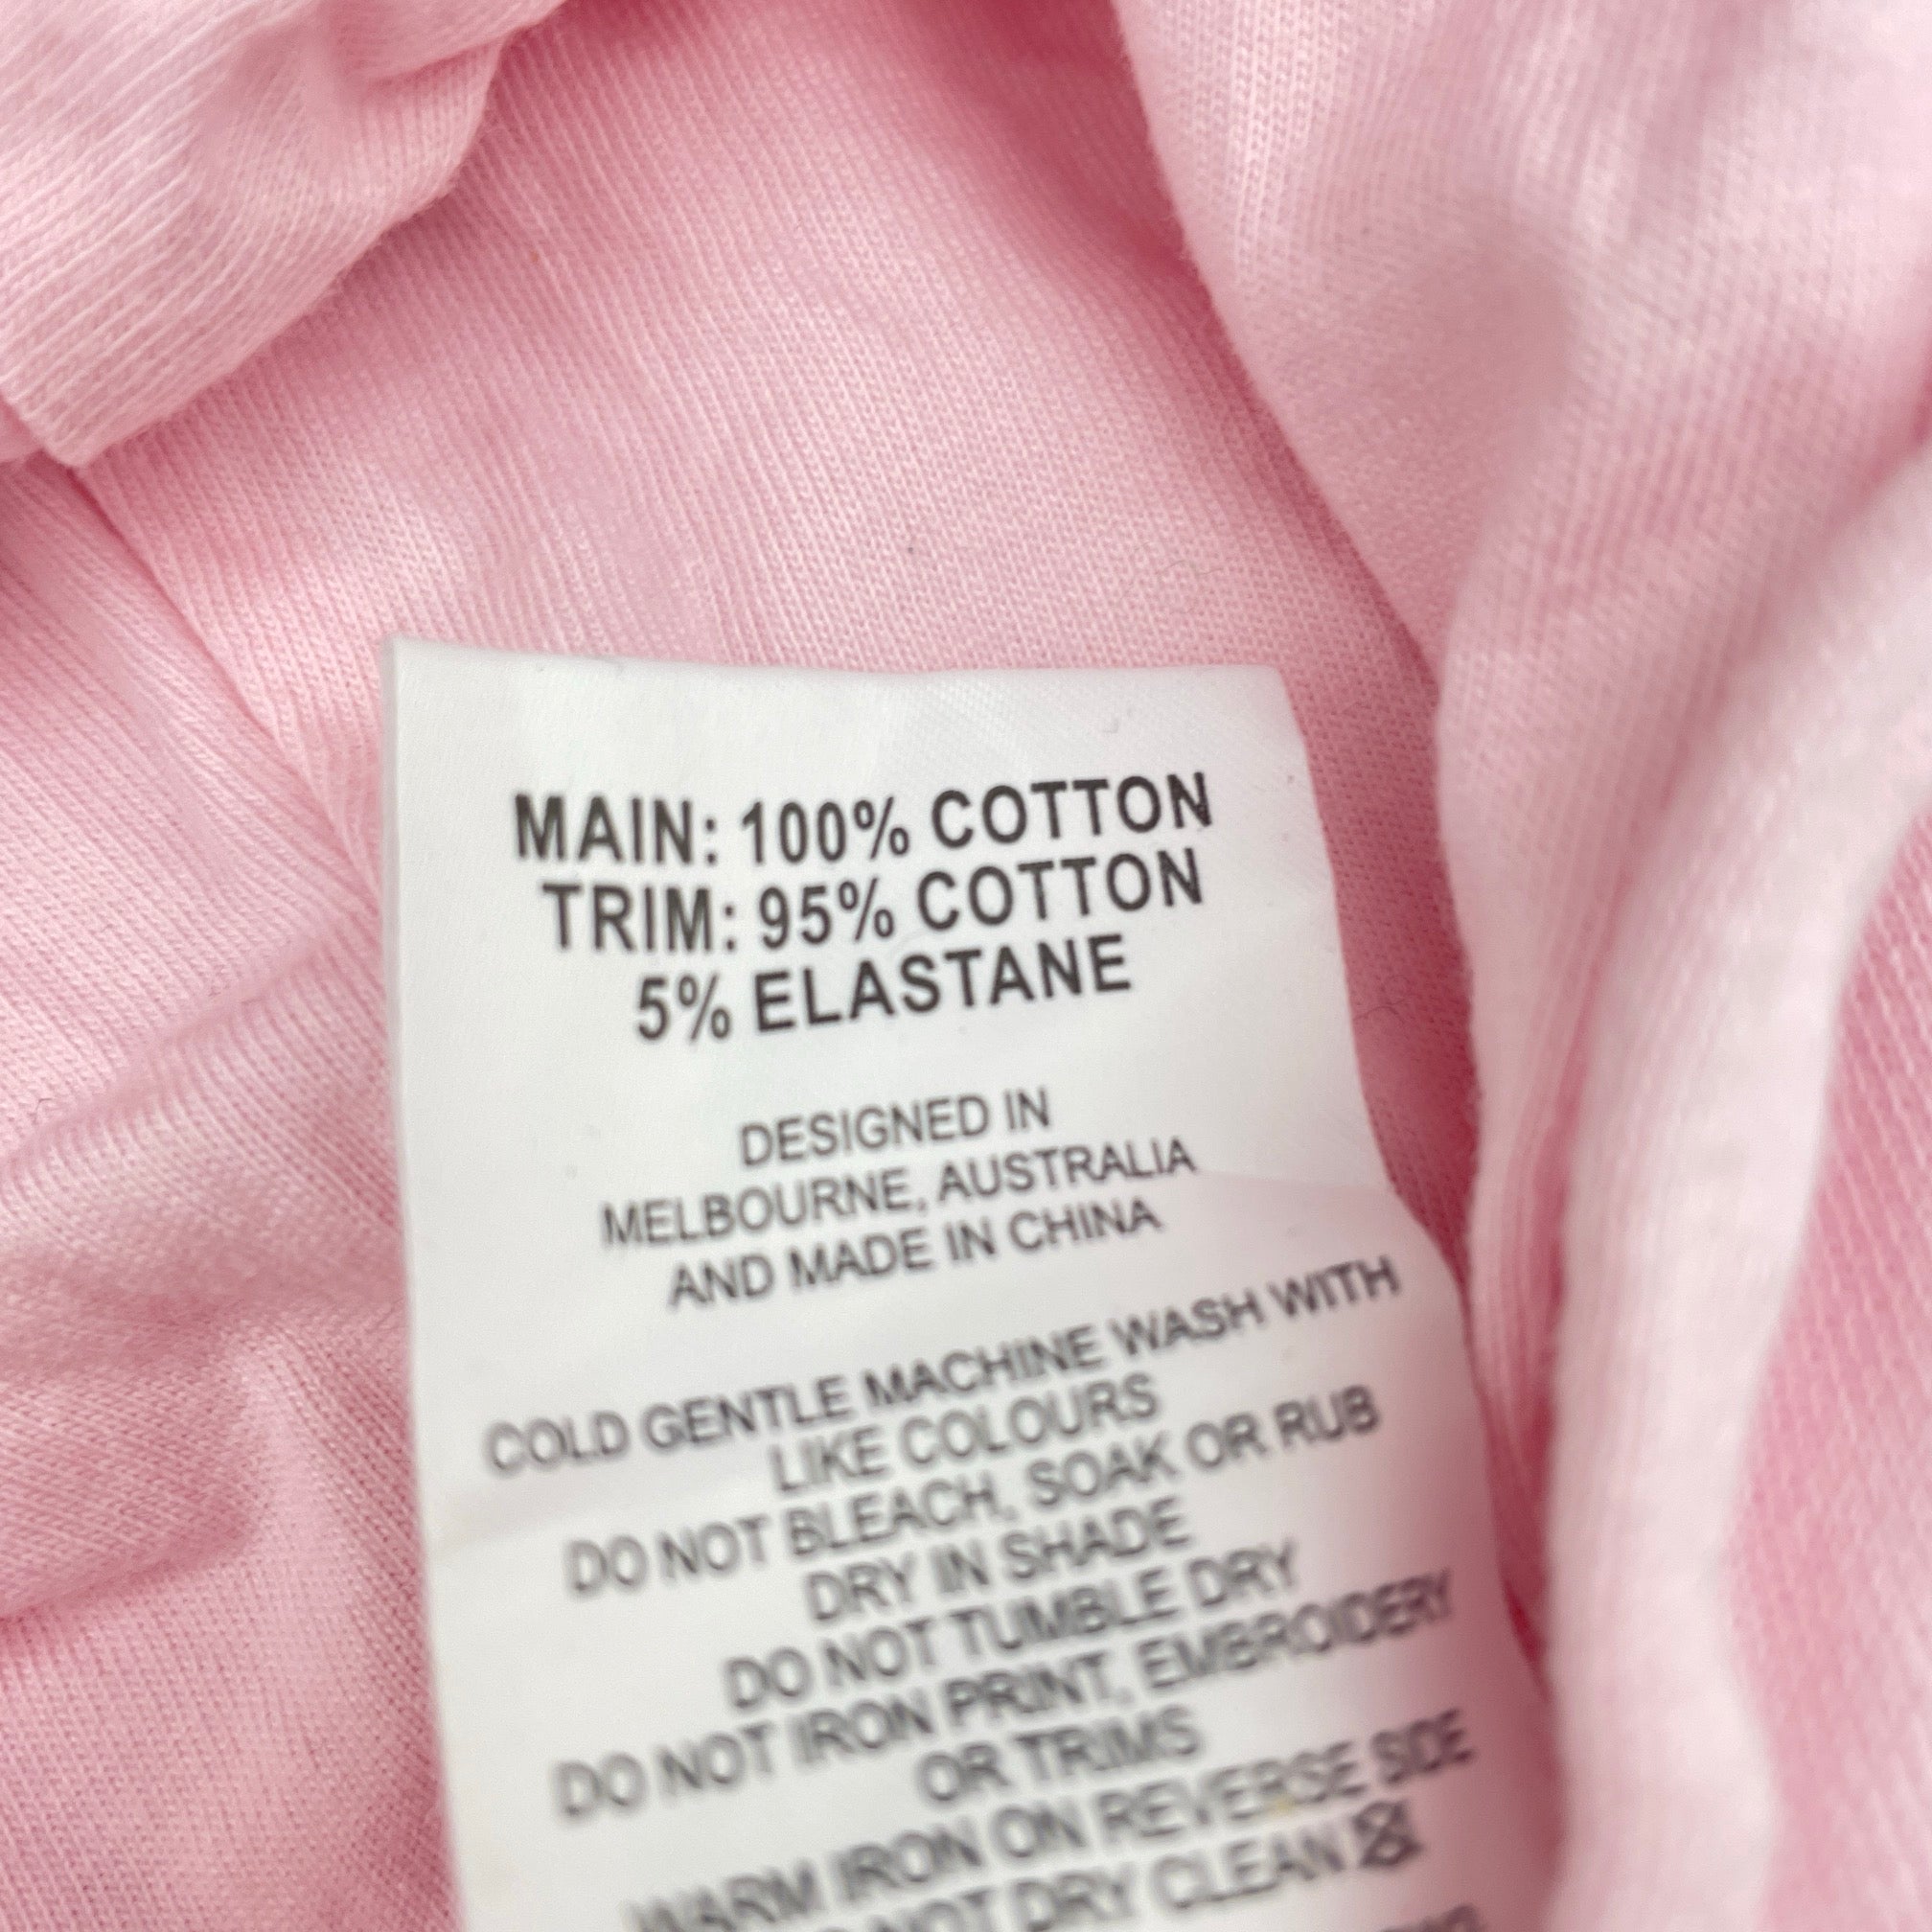 MAIN: 100% COTTON
TRIM: 95% COTTON
5% ELASTANE
DESIGNED IN
MELBOURNE, AUSTRALIA
AND MADE IN CHINA
COLD GENTLE MACHINE WASH WITH
LIKE COLOURS
DO NOT BLEACH, SOAK OR RUB
DRY IN SHADE
DO NOT TUMBLE DRY
DO NOT IRON PRINT, EMBROIDERY
OR TRIMS
WARM IRON ON REVERSE SIDE
NOT DRY CLEAN